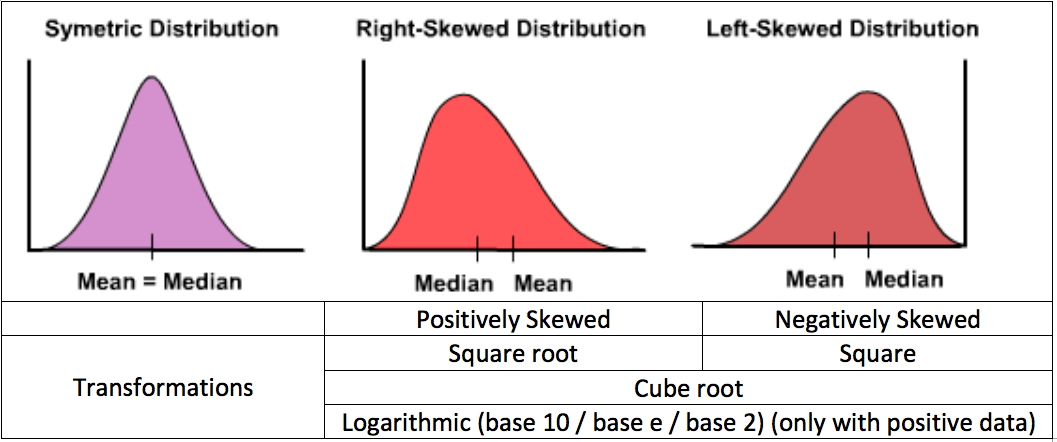 Symetric Distribution
Right-Skewed Distribution
Left-Skewed Distribution
Mean = Median
Median Mean
Mean Median
Positively Skewed
Negatively Skewed
Transformations
Square root
Square
Cube root
Logarithmic (base 10 / base e / base 2) (only with positive data)